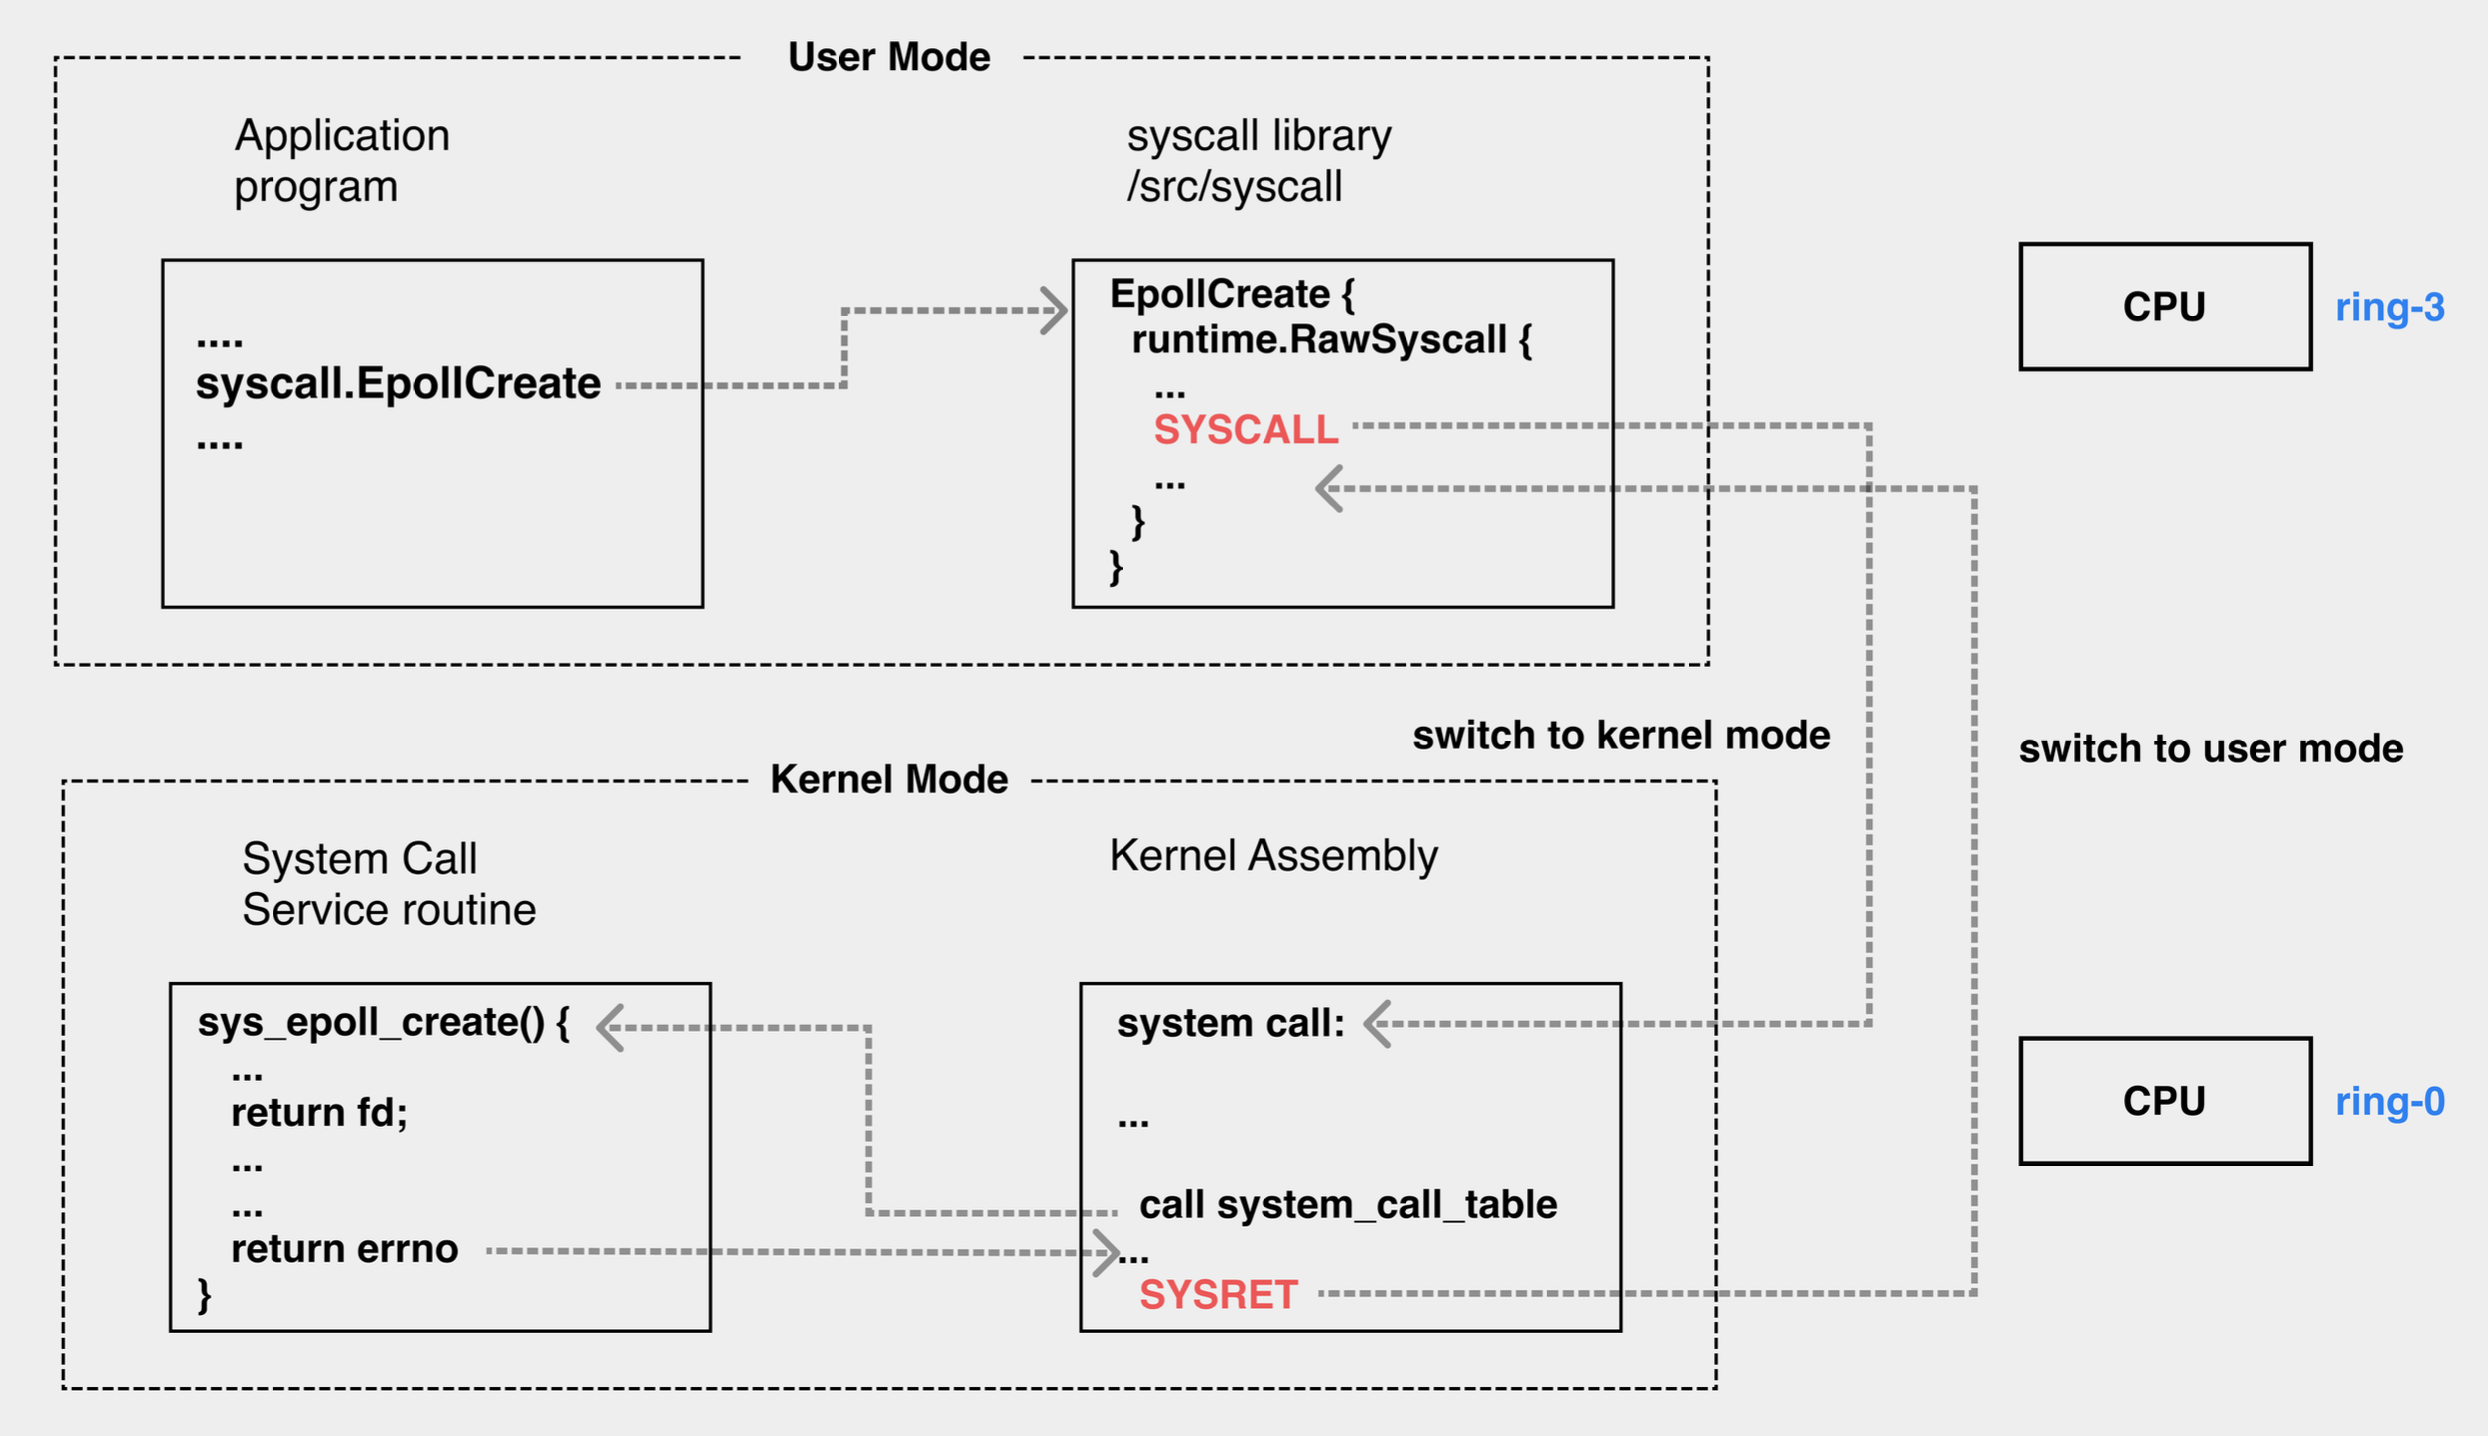 User Mode
Application
program
....
syscall.EpollCreate
....
syscall library
/src/syscall
EpollCreate {
runtime.RawSyscall {
...
SYSCALL
...
}
}
CPU
ring-3
switch to kernel mode
switch to user mode
Kernel Mode
System Call
Service routine
sys_epoll_create() {
...
return fd;
...
...
return errno
}
Kernel Assembly
system call:
...
call system_call_table
...
SYSRET
CPU
ring-0